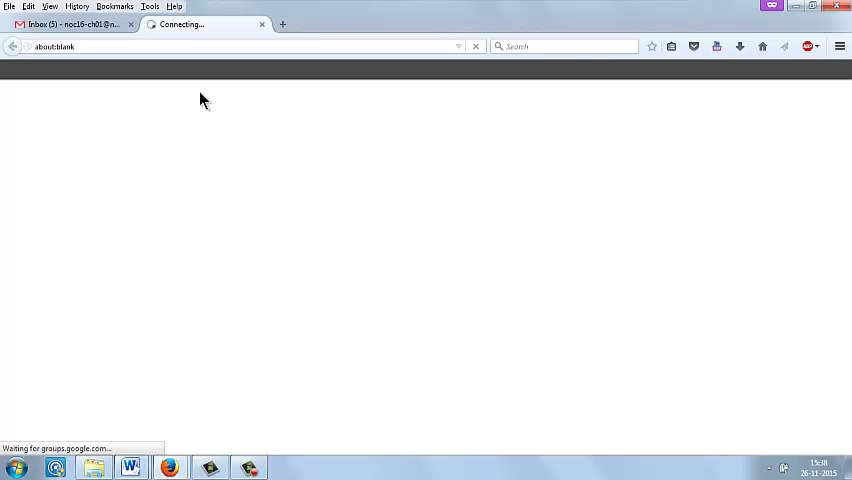 File Edit View History Bookmarks Tools Help
Inbox (5) - noc16-ch01@n... Connecting...
about:blank Search
Waiting for groups.google.com...
15:38
26-11-2015